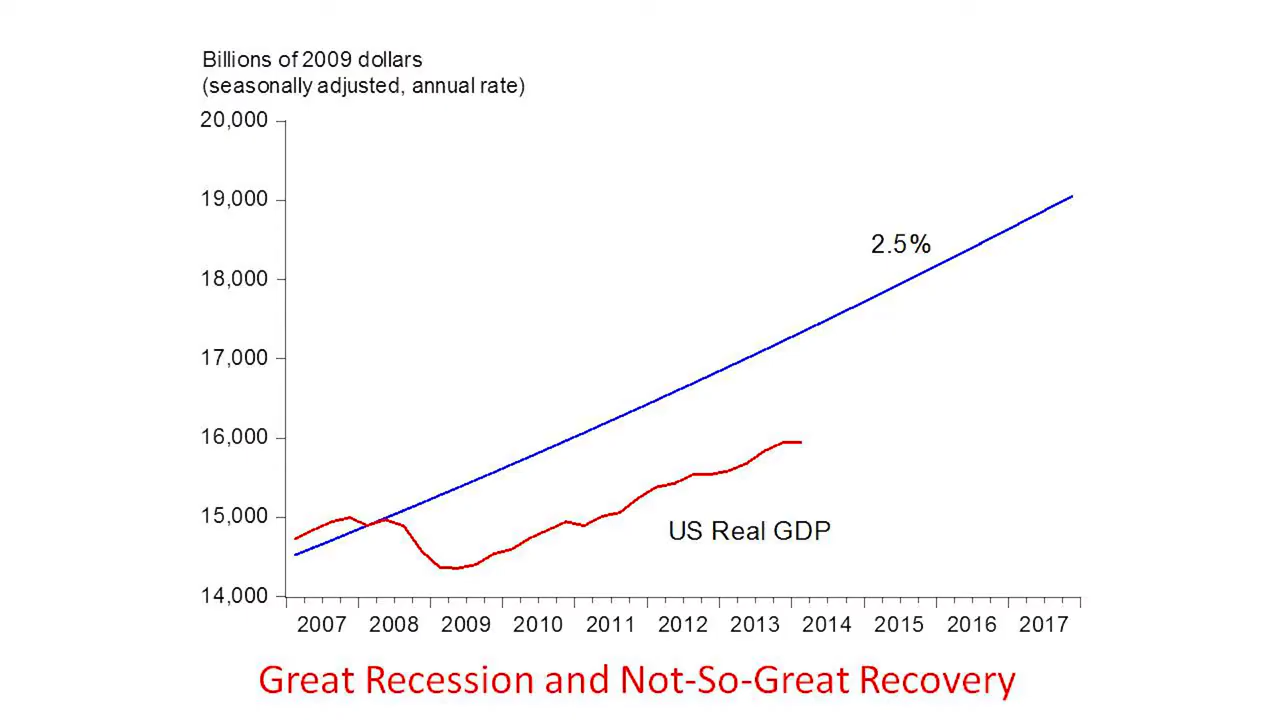 Billions of 2009 dollars
(seasonally adjusted, annual rate)
20,000
19,000
2.5%
18,000
17,000
16,000
15,000
US Real GDP
14,000
2007 2008 2009 2010 2011 2012 2013 2014 2015 2016 2017
Great Recession and Not-So-Great Recovery